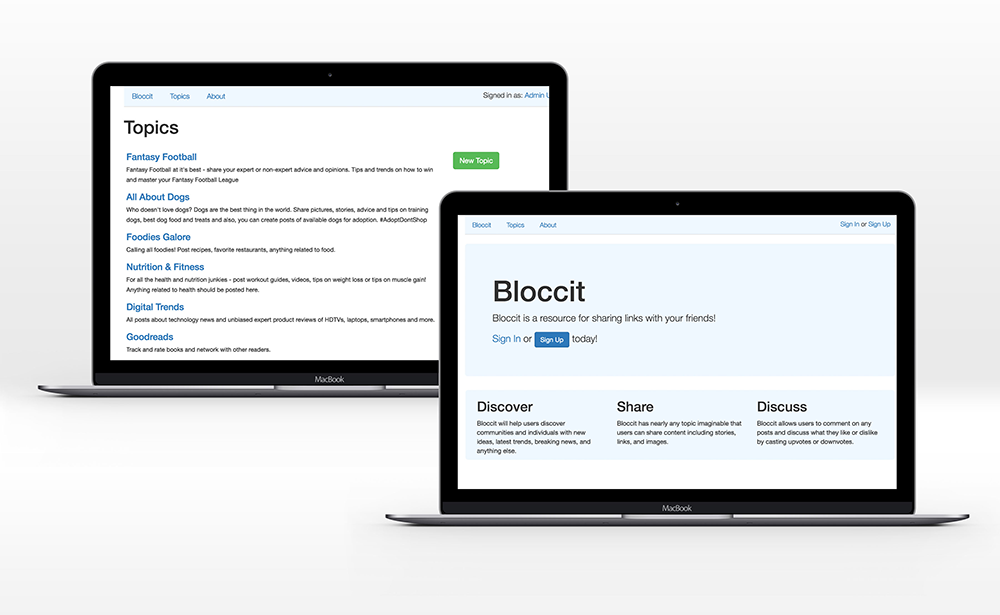 Bloccit Topics About Signed in as: Admin
Topics
Fantasy Football
New Topic
Fantasy Football at it's best - share your expert or non-expert advice and opinions. Tips and trends on how to win
and master your Fantasy Football League
All About Dogs
Who doesn't love dogs? Dogs are the best thing in the world. Share pictures, stories, advice and tips on training
dogs, best dog food and treats and also, you can create posts of available dogs for adoption. #AdoptDontShop
Foodies Galore
Calling all foodies! Post recipes, favorite restaurants, anything related to food.
Nutrition & Fitness
For all the health and nutrition junkies - post workout guides, videos, tips on weight loss or tips on muscle gain!
Anything related to health should be posted here.
Digital Trends
All posts about technology news and unbiased expert product reviews of HDTVs, laptops, smartphones and more.
Goodreads
Track and rate books and network with other readers.
MacBook
Bloccit Topics About Sign In or Sign Up
Bloccit
Bloccit is a resource for sharing links with your friends!
Sign In or Sign Up today!
Discover
Bloccit will help users discover
communities and individuals with new
ideas, latest trends, breaking news, and
anything else.
Share
Bloccit has nearly any topic imaginable that
users can share content including stories,
links, and images.
Discuss
Bloccit allows users to comment on any
posts and discuss what they like or dislike
by casting upvotes or downvotes.
MacBook